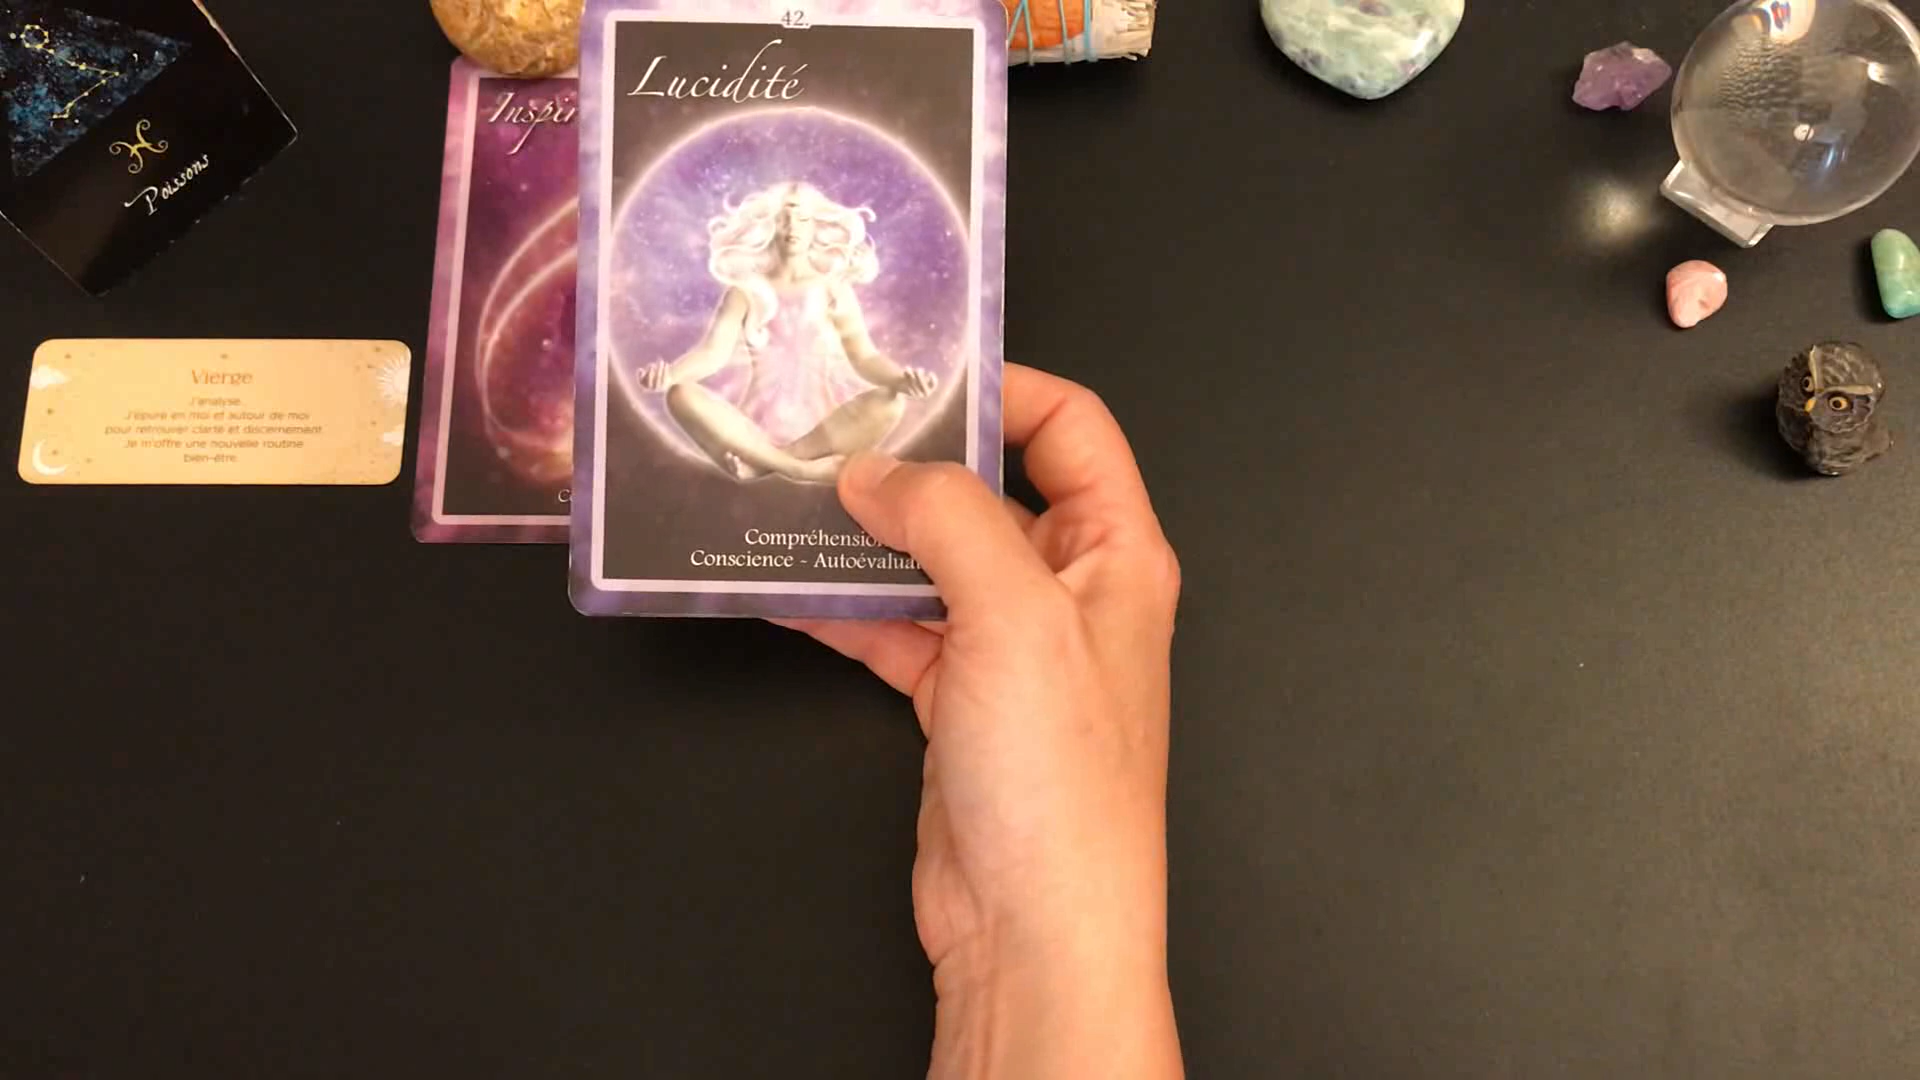 Poissons
Vierge
J'analyse.
J'épure en moi et autour de moi
pour retrouver clarté et discernement.
Je m'offre une nouvelle routine
bien-être.
Inspir
42.
Lucidité
Compréhension
Conscience - Autoévalua